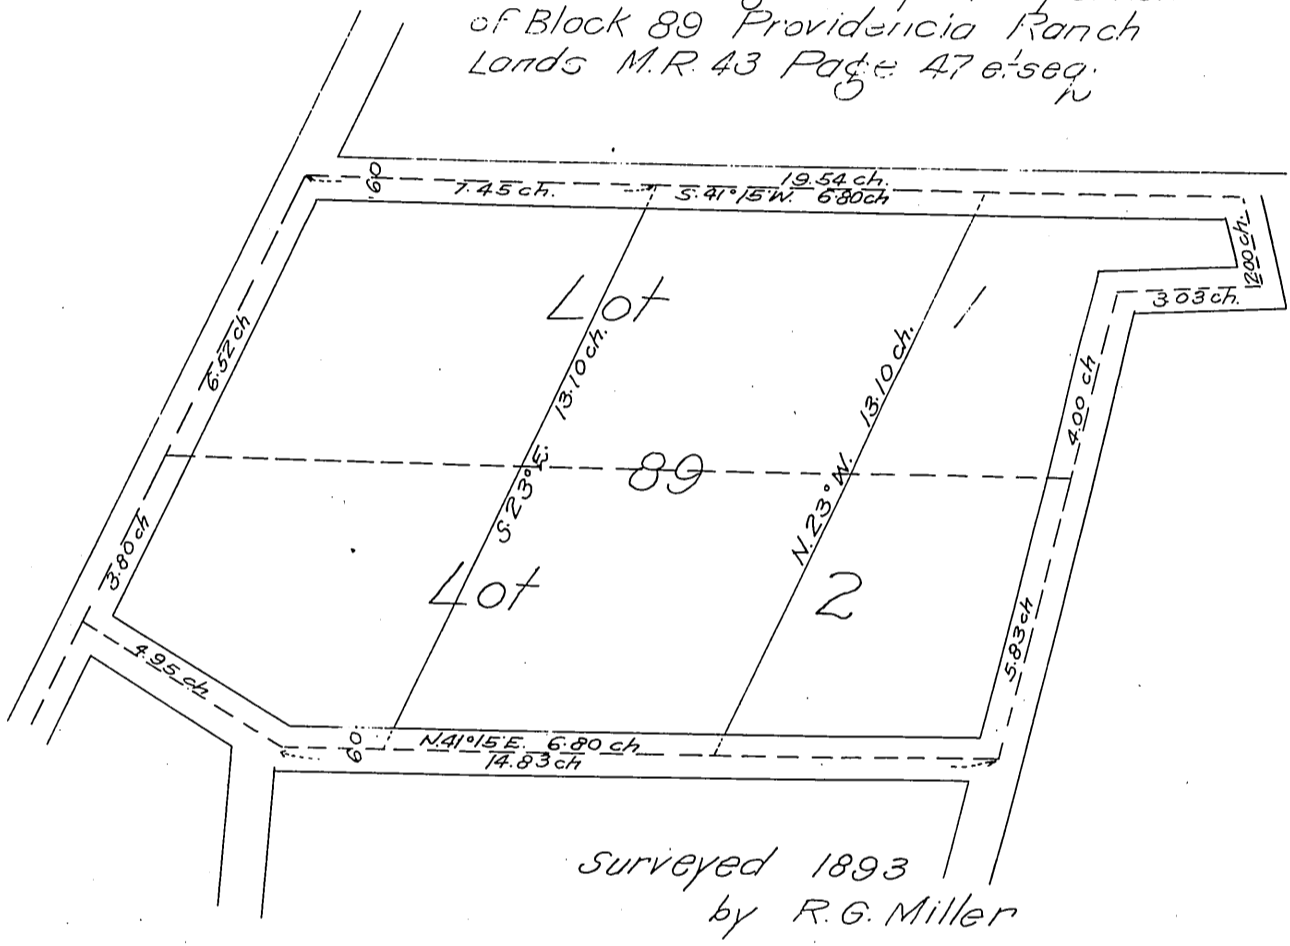 of Block 89 Providencia Ranch
Lands M.R. 43 Page 47 et seq.
60
7.45 ch.
19.54 ch.
S. 41° 15' W. 6.80 ch
12.00 ch.
3.03 ch.
Lot
1
6.52 ch
13.10 ch.
13.10 ch.
4.00 ch
89
S. 23° E.
N. 23° W.
3.80 ch
Lot
2
5.83 ch
4.95 ch
60
N. 41° 15' E. 6.80 ch
14.83 ch
Surveyed 1893
by R.G. Miller